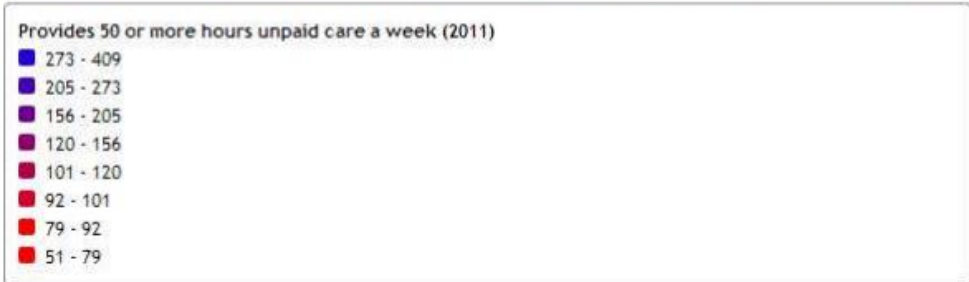 Provides 50 or more hours unpaid care a week (2011)
273 - 409
205 - 273
156 - 205
120 - 156
101 - 120
92 - 101
79 - 92
51 - 79